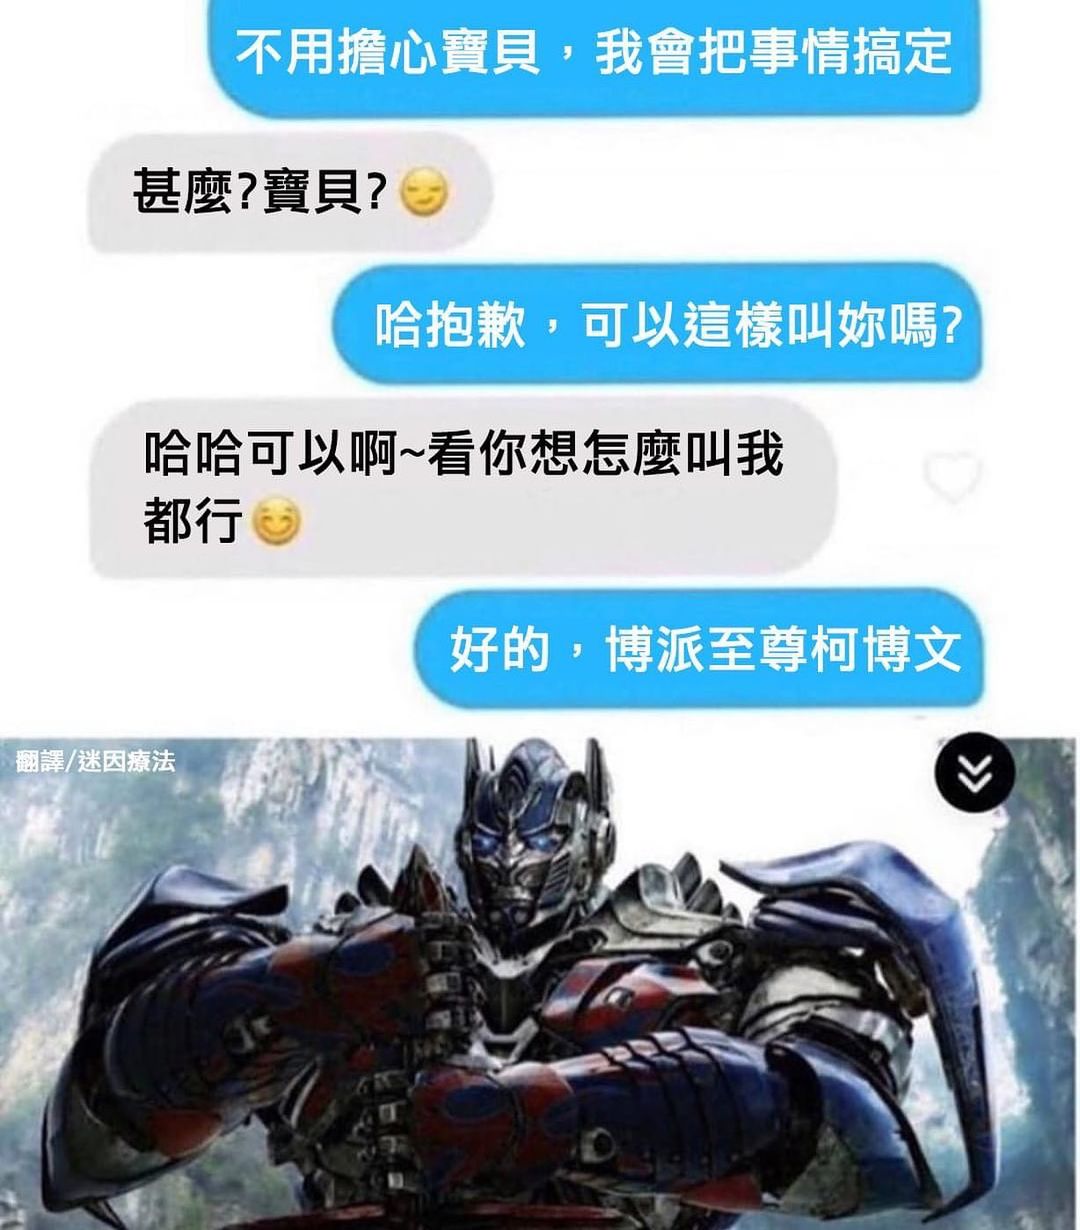 不用擔心寶貝，我會把事情搞定
甚麼?寶貝?😏
哈抱歉，可以這樣叫妳嗎?
哈哈可以啊~看你想怎麼叫我
都行😊
好的，博派至尊柯博文
翻譯/迷因療法